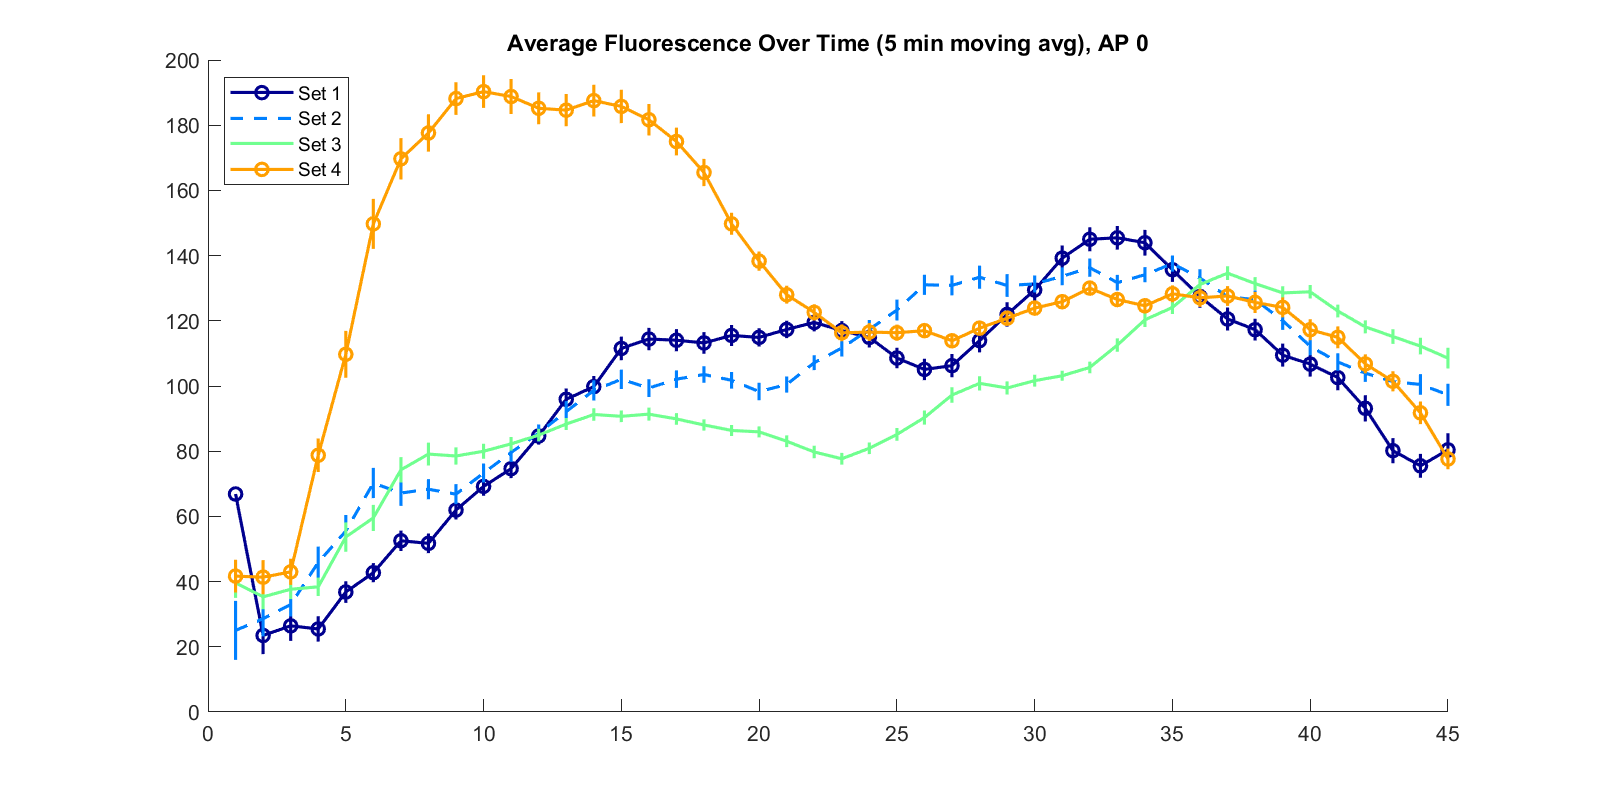 Average Fluorescence Over Time (5 min moving avg), AP 0
200
180
160
140
120
100
80
60
40
20
0
Set 1
Set 2
Set 3
Set 4
0 5 10 15 20 25 30 35 40 45